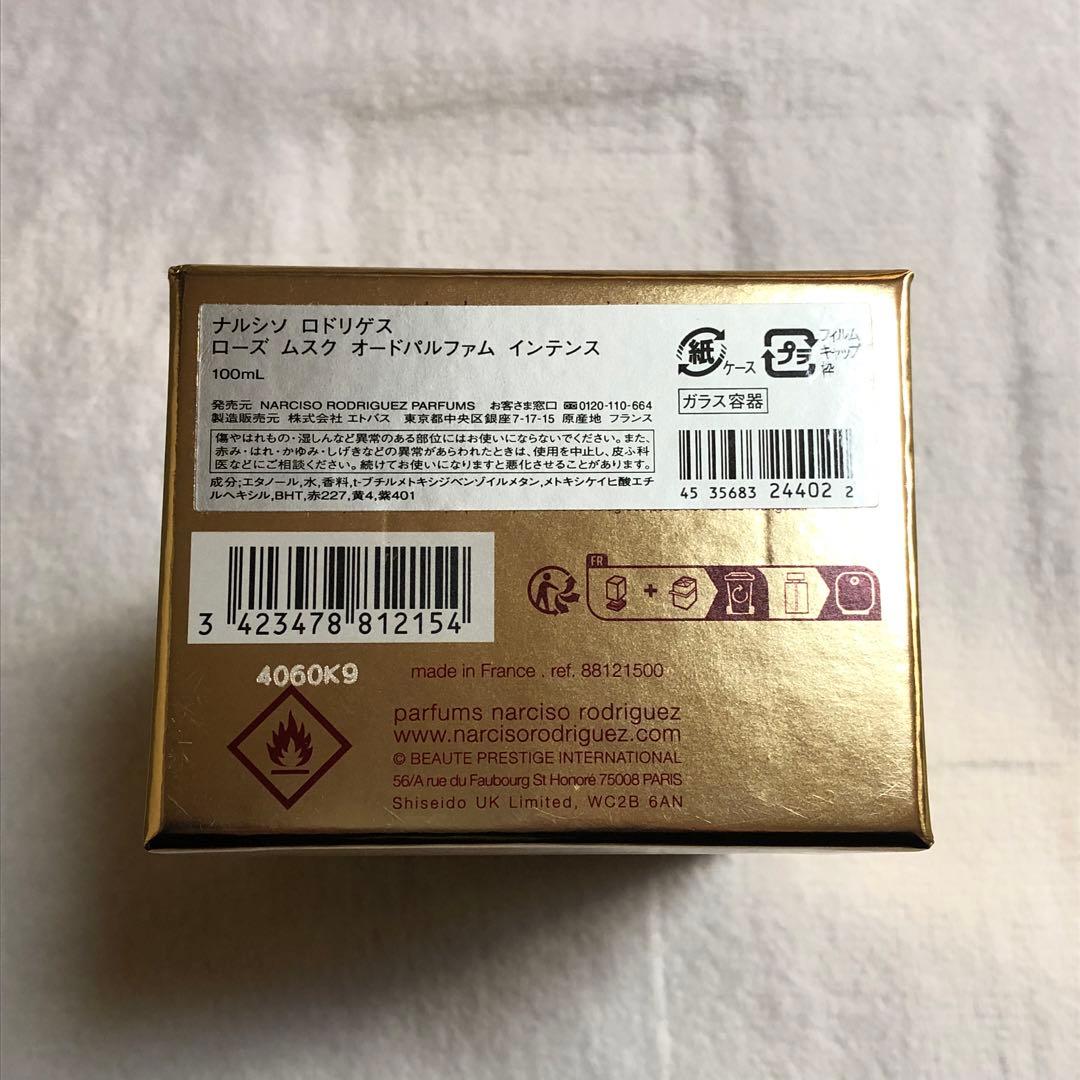 ナルシソ ロドリゲス
ローズ ムスク オードパルファム インテンス
100mL
発売元 NARCISO RODRIGUEZ PARFUMS お客さま窓口 0120-110-664
製造販売元 株式会社 エトバス 東京都中央区銀座7-17-15 原産地 フランス
傷やはれもの・湿しんなど異常のある部位にはお使いにならないでください。また、
赤み・はれ・かゆみ・しげきなどの異常があらわれたときは、使用を中止し、皮ふ科
医などにご相談ください。続けてお使いになりますと悪化させることがあります。
成分;エタノール,水,香料,t-ブチルメトキシジベンゾイルメタン,メトキシケイヒ酸エチ
ルヘキシル,BHT,赤227,黄4,紫401
紙 ケース
プラ フィルム
キャップ
ガラス容器
45 35683 24402 2
3 423478 812154
FR
4060K9
made in France . ref. 88121500
parfums narciso rodriguez
www.narcisorodriguez.com
© BEAUTE PRESTIGE INTERNATIONAL
56/A rue du Faubourg St Honoré 75008 PARIS
Shiseido UK Limited, WC2B 6AN